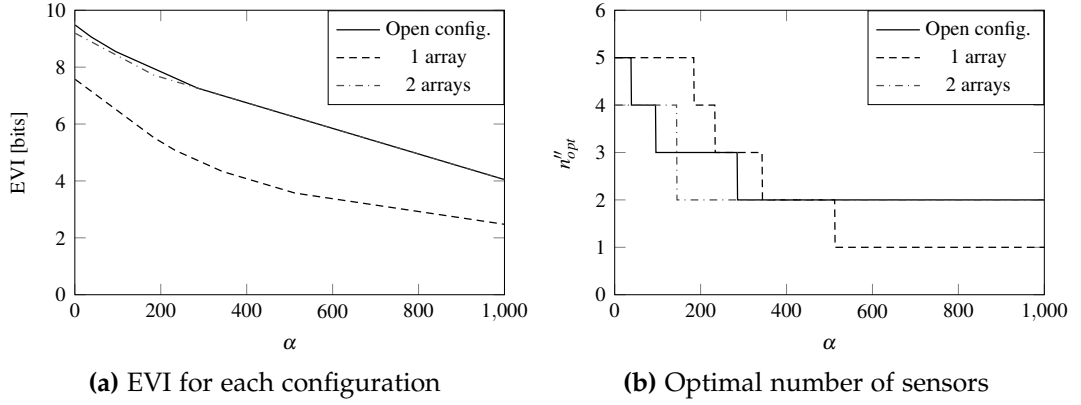 10
8
6
4
2
0
EVI [bits]
0
200
400
600
800
1,000
α
Open config.
1 array
2 arrays
(a) EVI for each configuration
6
5
4
3
2
1
0
n''opt
0
200
400
600
800
1,000
α
Open config.
1 array
2 arrays
(b) Optimal number of sensors